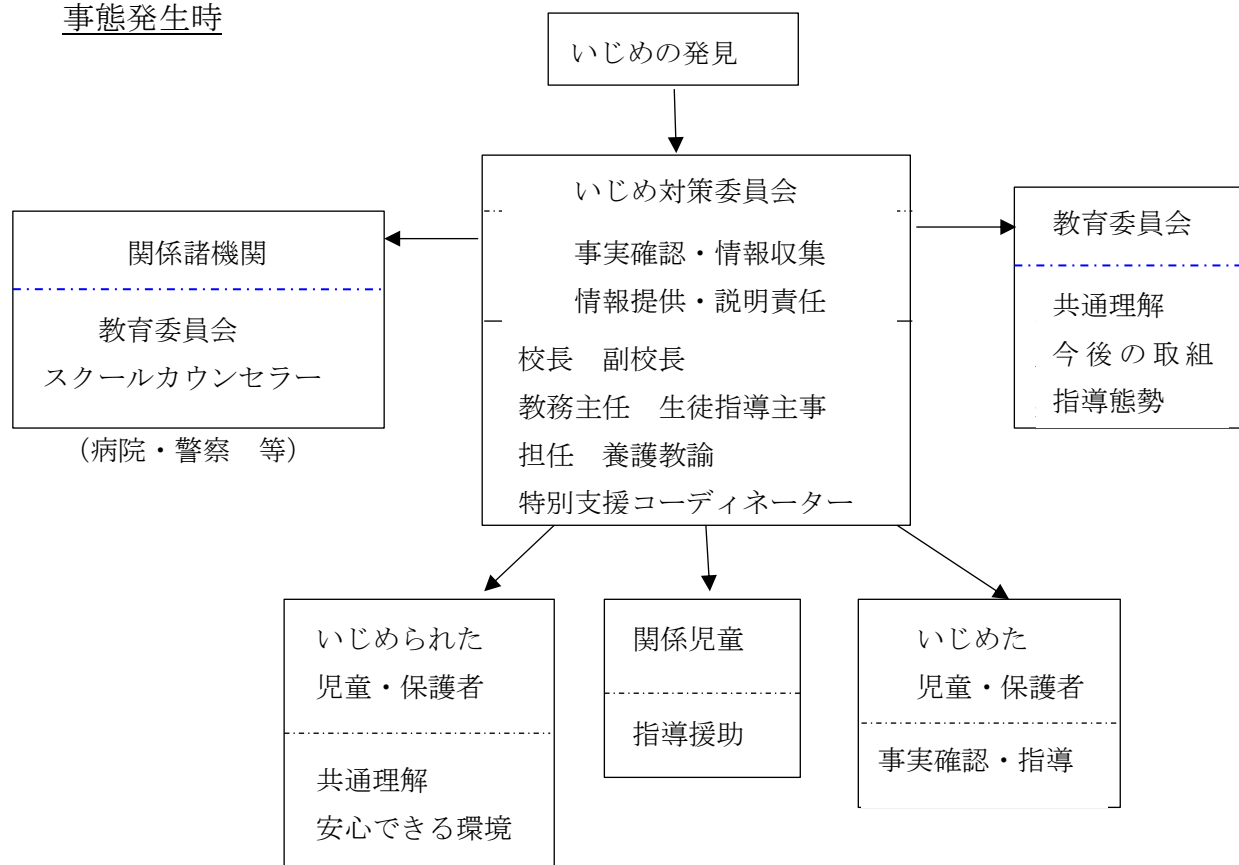 事態発生時
いじめの発見
いじめ対策委員会
事実確認・情報収集
情報提供・説明責任
校長　副校長
教務主任　生徒指導主事
担任　養護教諭
特別支援コーディネーター
関係諸機関
教育委員会
スクールカウンセラー
（病院・警察　等）
教育委員会
共通理解
今後の取組
指導態勢
いじめられた
児童・保護者
共通理解
安心できる環境
関係児童
指導援助
いじめた
児童・保護者
事実確認・指導